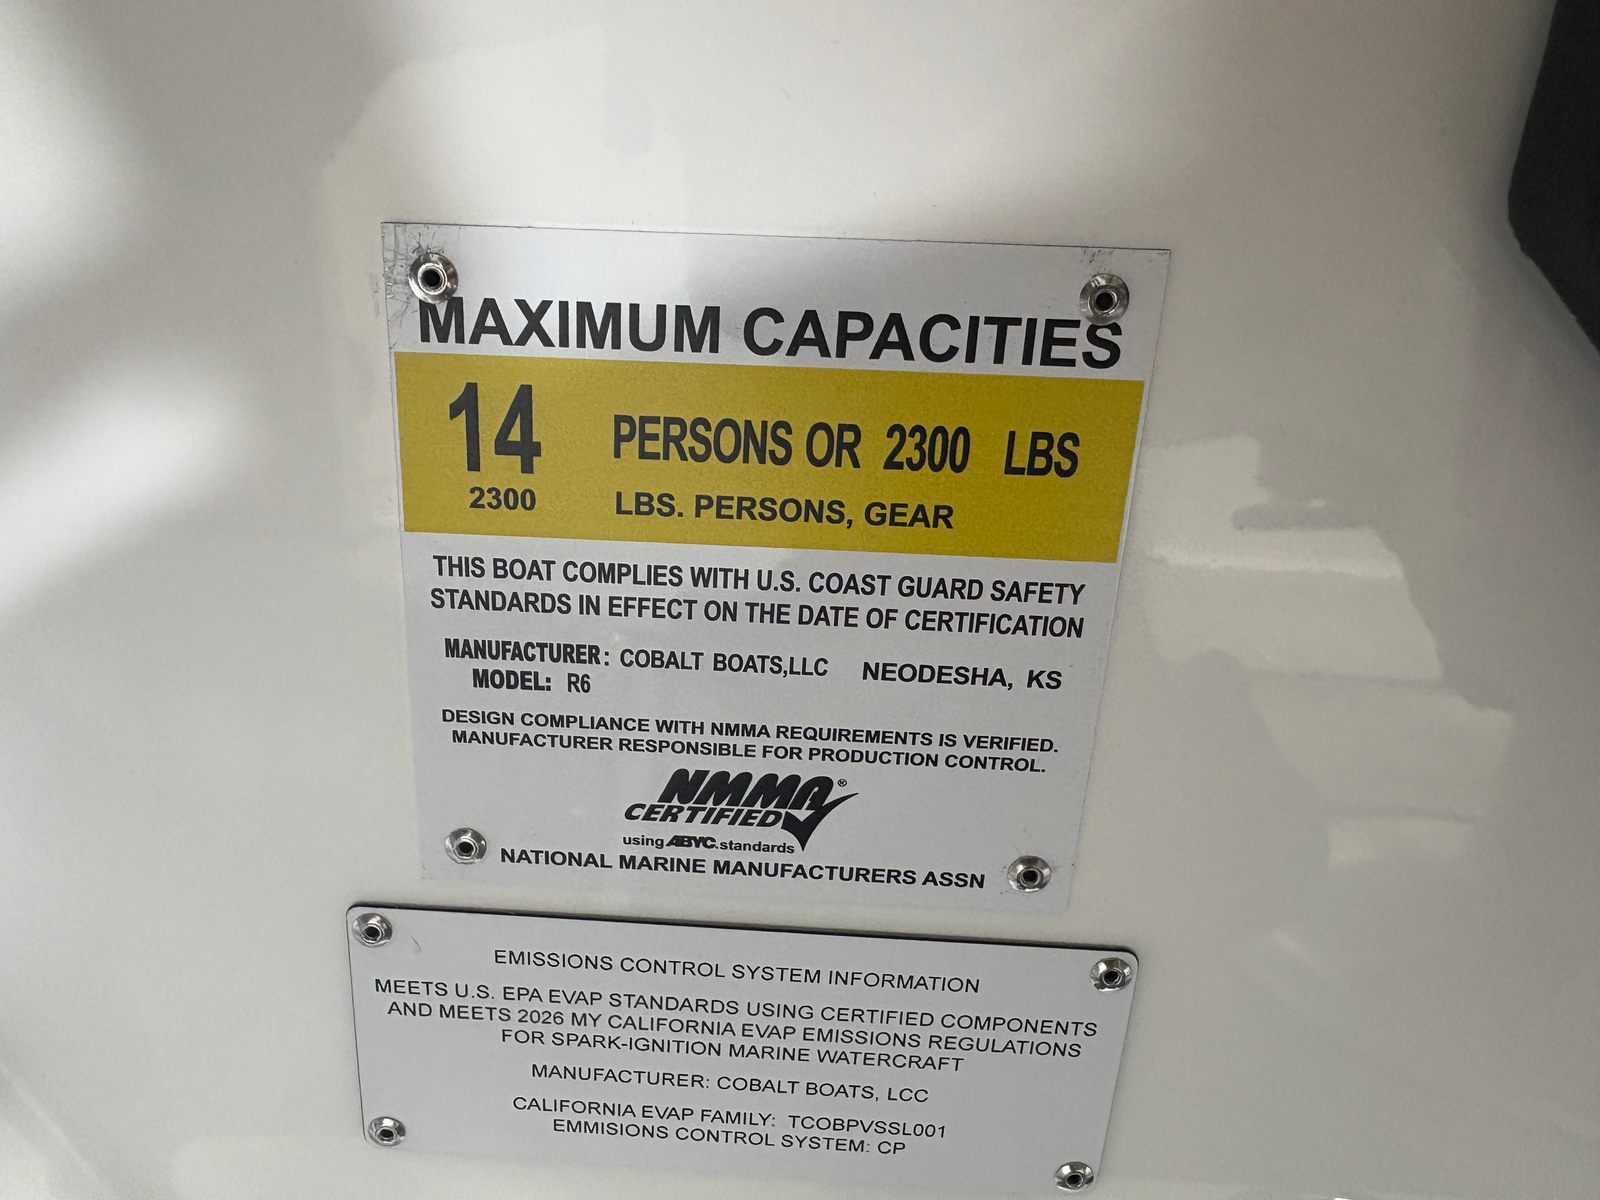 MAXIMUM CAPACITIES
14 PERSONS OR 2300 LBS
2300 LBS. PERSONS, GEAR
THIS BOAT COMPLIES WITH U.S. COAST GUARD SAFETY
STANDARDS IN EFFECT ON THE DATE OF CERTIFICATION
MANUFACTURER: COBALT BOATS,LLC NEODESHA, KS
MODEL: R6
DESIGN COMPLIANCE WITH NMMA REQUIREMENTS IS VERIFIED.
MANUFACTURER RESPONSIBLE FOR PRODUCTION CONTROL.
NMMA®
CERTIFIED
using ABYC standards
NATIONAL MARINE MANUFACTURERS ASSN
EMISSIONS CONTROL SYSTEM INFORMATION
MEETS U.S. EPA EVAP STANDARDS USING CERTIFIED COMPONENTS
AND MEETS 2026 MY CALIFORNIA EVAP EMISSIONS REGULATIONS
FOR SPARK-IGNITION MARINE WATERCRAFT
MANUFACTURER: COBALT BOATS, LCC
CALIFORNIA EVAP FAMILY: TCOBPVSSL001
EMMISIONS CONTROL SYSTEM: CP